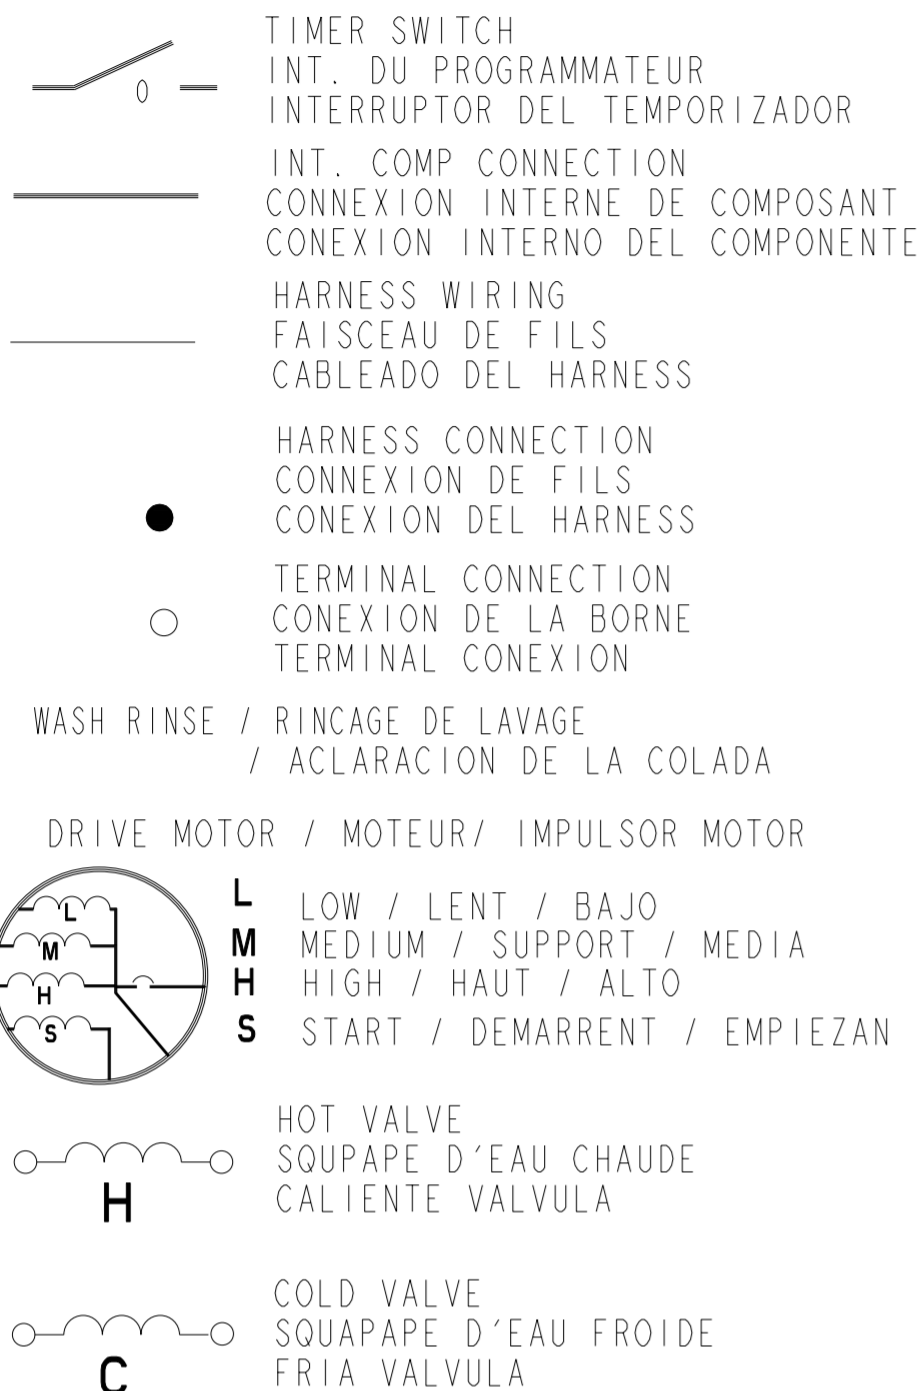 TIMER SWITCH
INT. DU PROGRAMMATEUR
0
INTERRUPTOR DEL TEMPORIZADOR
INT. COMP CONNECTION
CONNEXION INTERNE DE COMPOSANT
CONEXION INTERNO DEL COMPONENTE
HARNESS WIRING
FAISCEAU DE FILS
CABLEADO DEL HARNESS
HARNESS CONNECTION
CONNEXION DE FILS
CONEXION DEL HARNESS
TERMINAL CONNECTION
CONEXION DE LA BORNE
TERMINAL CONEXION
WASH RINSE / RINCAGE DE LAVAGE
/ ACLARACION DE LA COLADA
DRIVE MOTOR / MOTEUR/ IMPULSOR MOTOR
L
M
H
S
L LOW / LENT / BAJO
M MEDIUM / SUPPORT / MEDIA
H HIGH / HAUT / ALTO
S START / DEMARRENT / EMPIEZAN
HOT VALVE
SQUPAPE D'EAU CHAUDE
CALIENTE VALVULA
H
COLD VALVE
SQUAPAPE D'EAU FROIDE
FRIA VALVULA
C